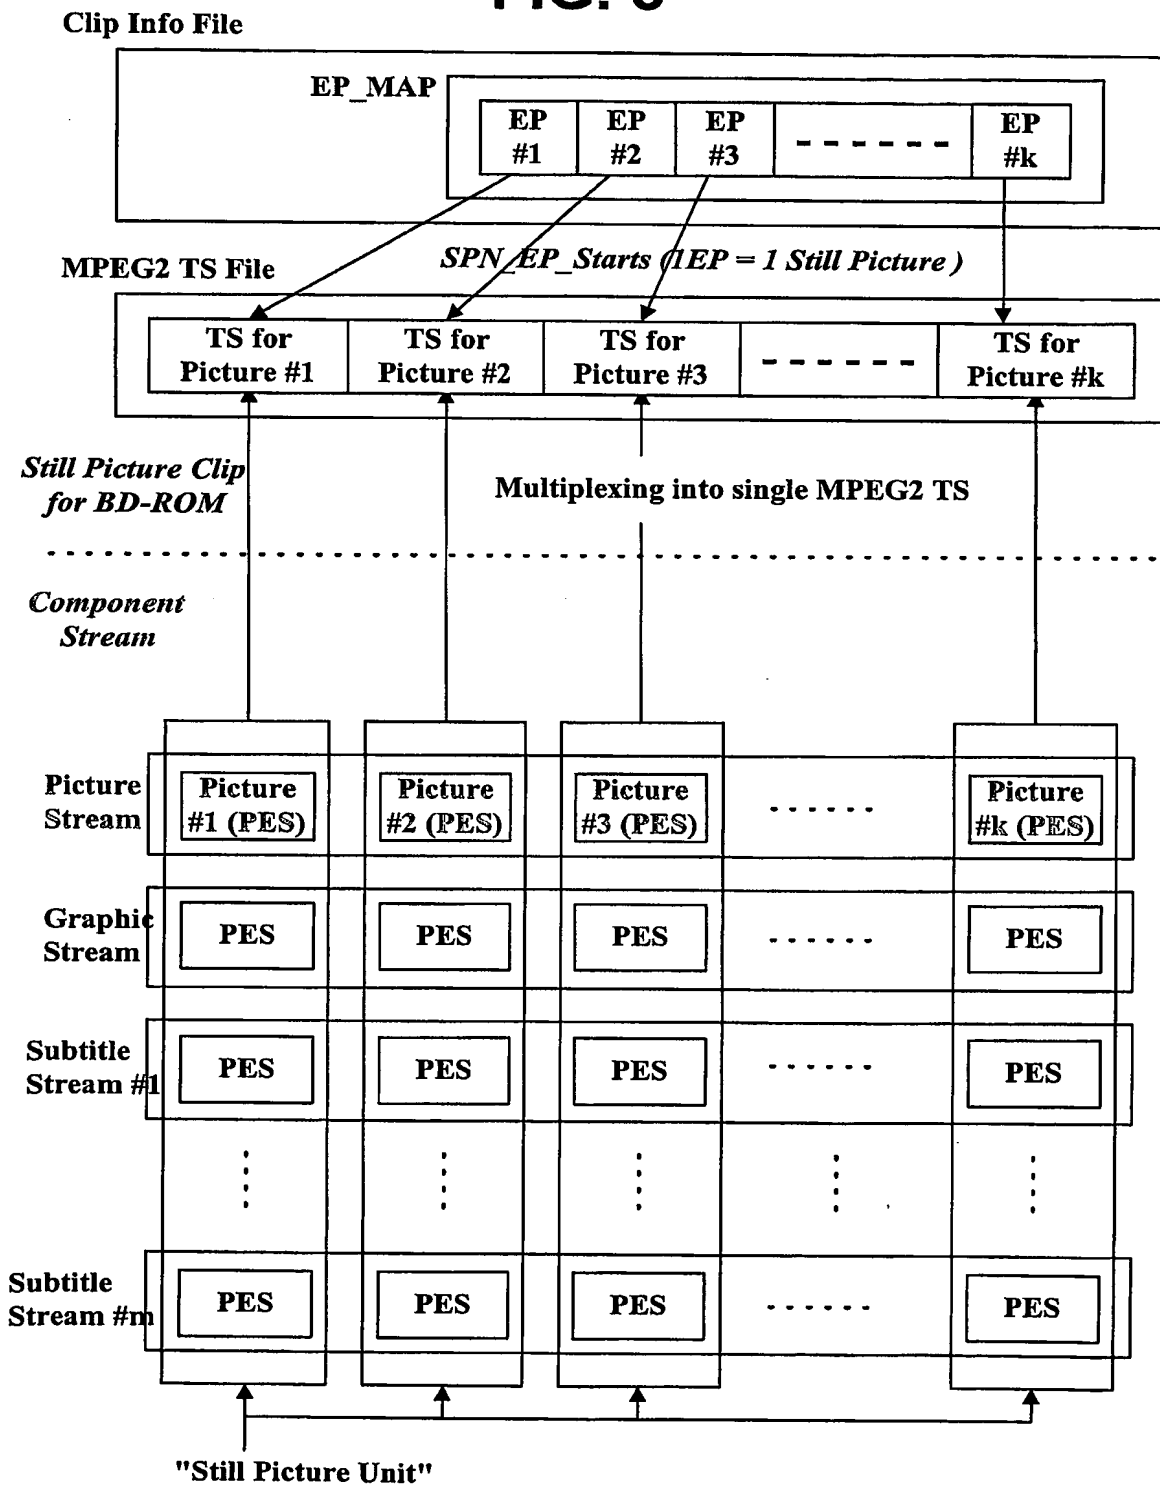 Clip Info File
EP_MAP
EP #1
EP #2
EP #3
EP #k
SPN_EP_Starts (1EP = 1 Still Picture )
MPEG2 TS File
TS for Picture #1
TS for Picture #2
TS for Picture #3
TS for Picture #k
Still Picture Clip
for BD-ROM
Multiplexing into single MPEG2 TS
Component
Stream
Picture
Stream
Picture #1 (PES)
Picture #2 (PES)
Picture #3 (PES)
Picture #k (PES)
Graphic
Stream
PES
PES
PES
PES
Subtitle
Stream #1
PES
PES
PES
PES
Subtitle
Stream #m
PES
PES
PES
PES
"Still Picture Unit"